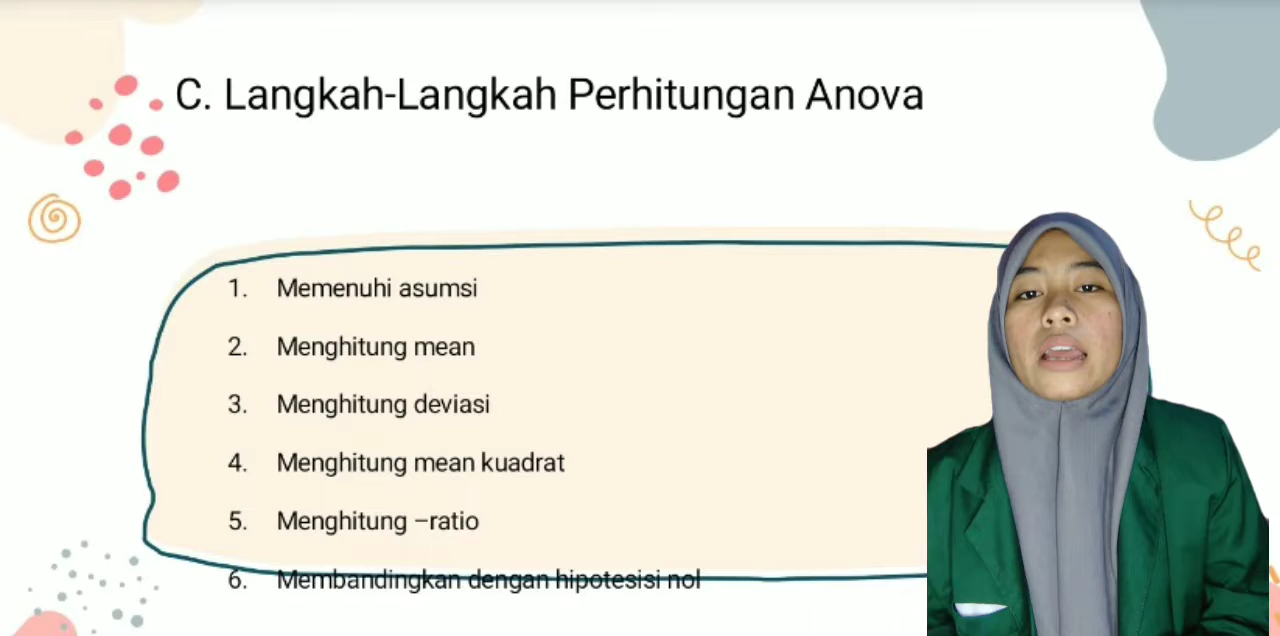 C. Langkah-Langkah Perhitungan Anova
1. Memenuhi asumsi
2. Menghitung mean
3. Menghitung deviasi
4. Menghitung mean kuadrat
5. Menghitung –ratio
6. Membandingkan dengan hipotesisi nol